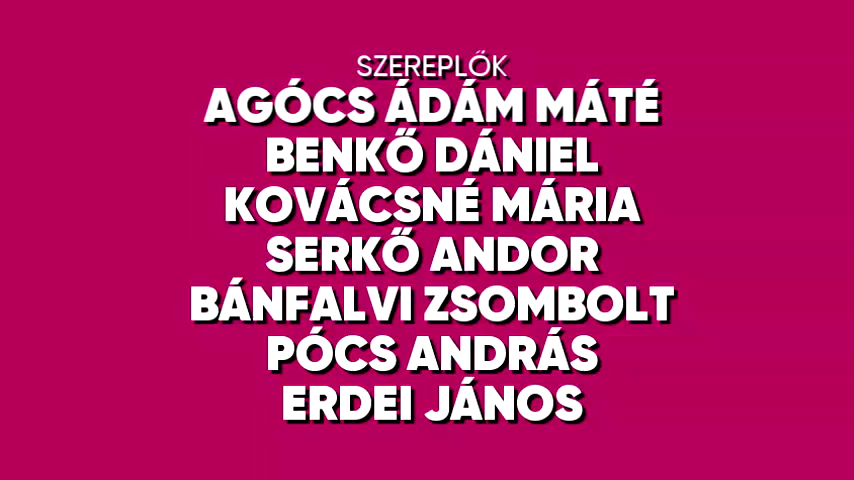 SZEREPLŐK
AGÓCS ÁDÁM MÁTÉ
BENKŐ DÁNIEL
KOVÁCSNÉ MÁRIA
SERKŐ ANDOR
BÁNFALVI ZSOMBOLT
PÓCS ANDRÁS
ERDEI JÁNOS